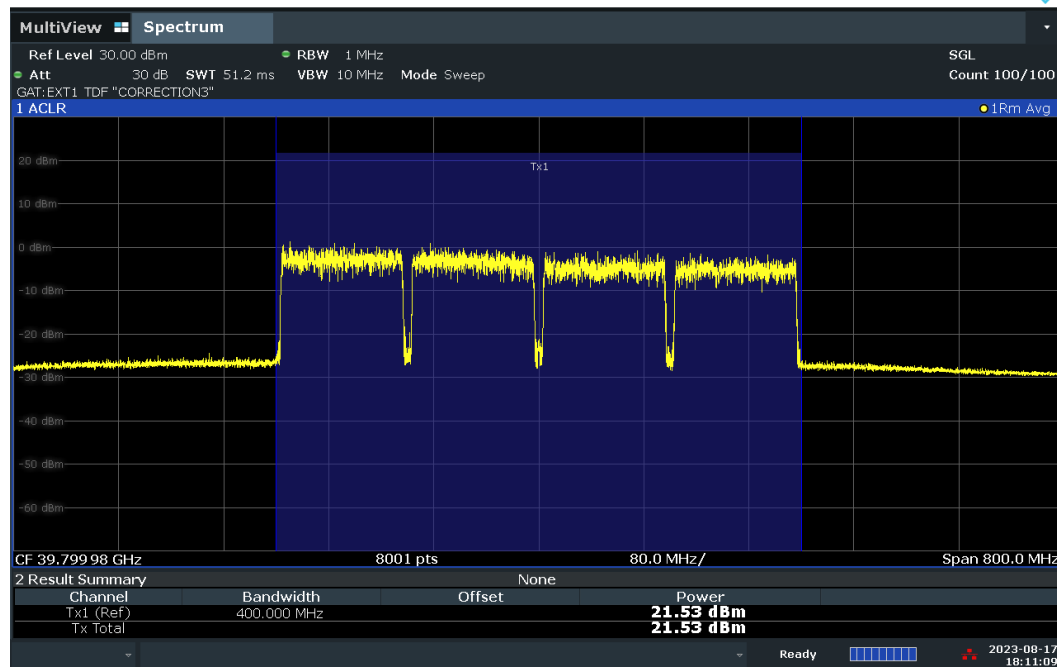 MultiView Spectrum
Ref Level 30.00 dBm RBW 1 MHz SGL
Att 30 dB SWT 51.2 ms VBW 10 MHz Mode Sweep Count 100/100
GAT:EXT1 TDF "CORRECTION3"
1 ACLR 1Rm Avg
Tx1
20 dBm
10 dBm
0 dBm
-10 dBm
-20 dBm
-30 dBm
-40 dBm
-50 dBm
-60 dBm
CF 39.79998 GHz 8001 pts 80.0 MHz/ Span 800.0 MHz
2 Result Summary None
Channel Bandwidth Offset Power
Tx1 (Ref) 400.000 MHz 21.53 dBm
Tx Total 21.53 dBm
Ready 2023-08-17
18:11:09